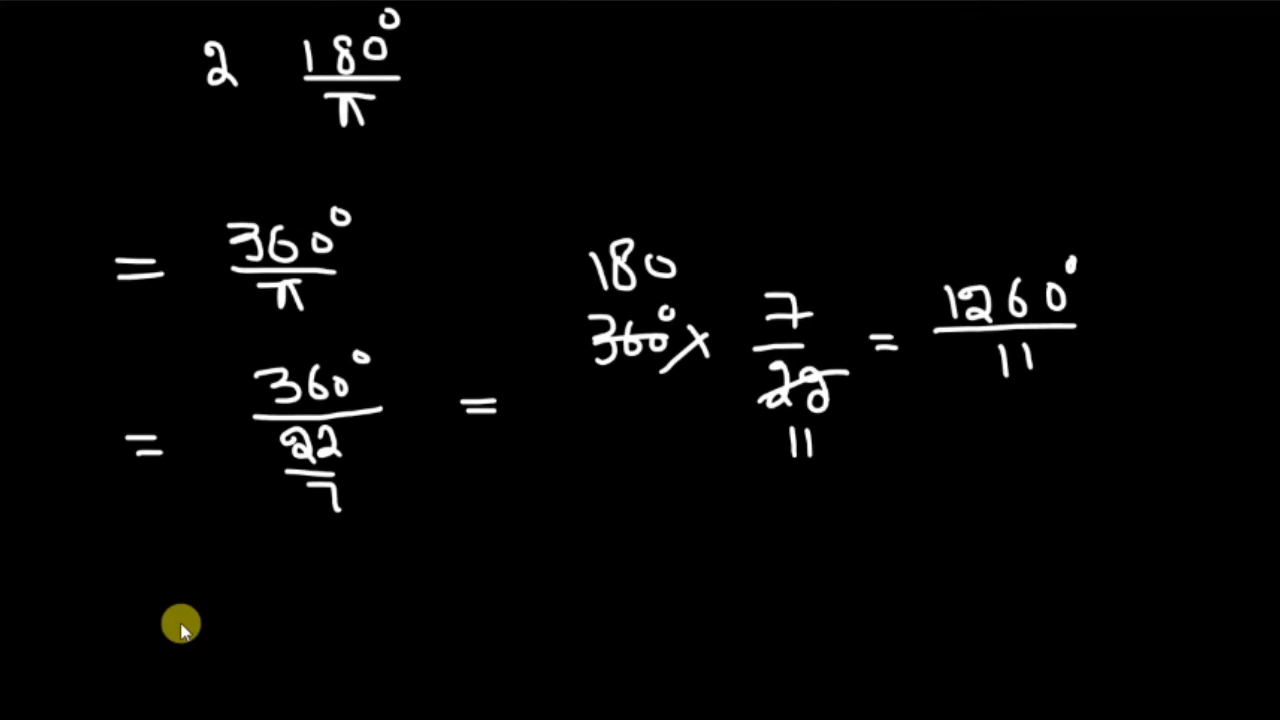 2 180°/π
= 360°/π
= 360°/(22/7) = 180 360° × 7/22 11 = 1260°/11